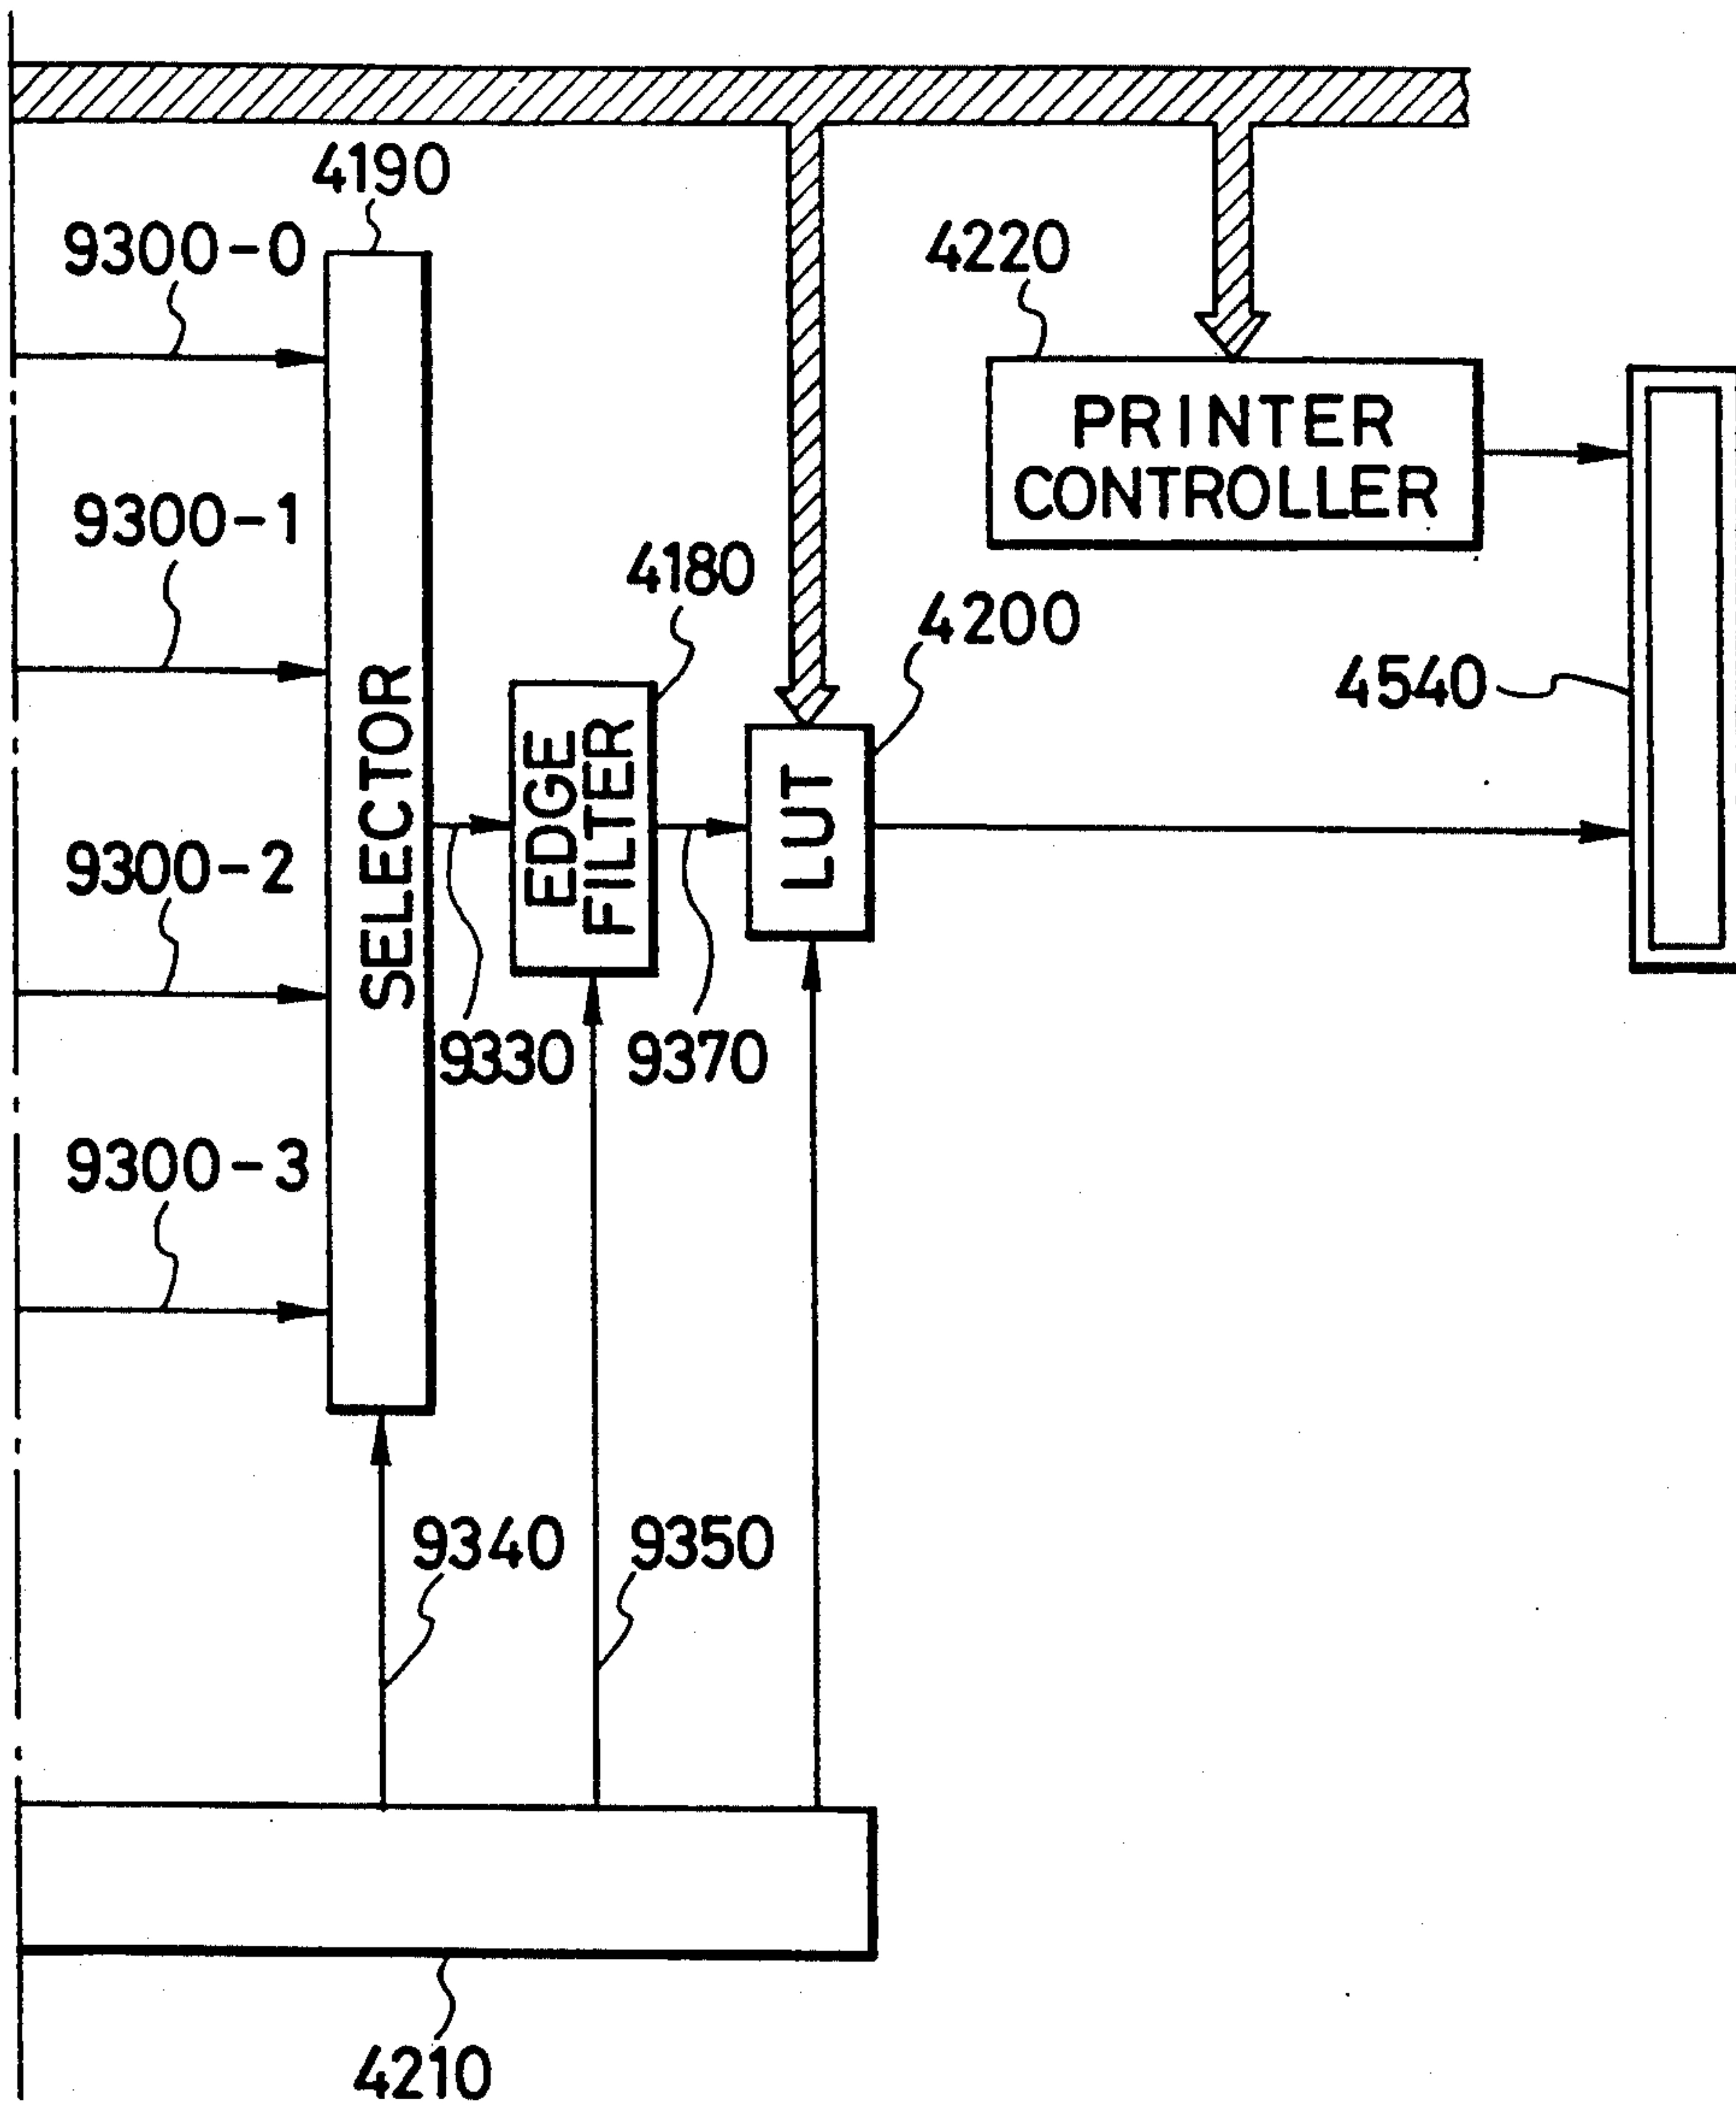 4190
9300-0
4220
PRINTER
CONTROLLER
9300-1
4180
4200
4540
SELECTOR
EDGE
FILTER
LUT
9300-2
9330
9370
9300-3
9340
9350
4210